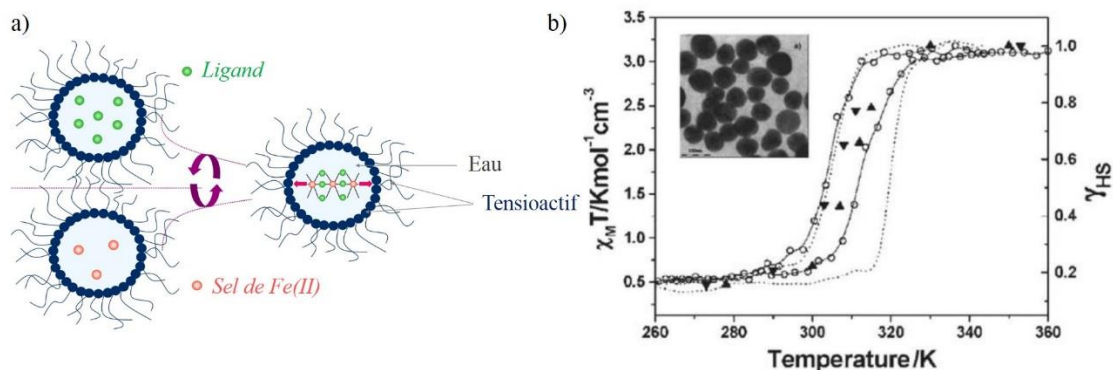 a)
Ligand
Eau
Tensioactif
Sel de Fe(II)
b)
3.5
3.0
2.5
2.0
1.5
1.0
0.5
χMT/Kmol⁻¹cm⁻³
a)
1.0
0.8
0.6
0.4
0.2
0.0
γHS
260 280 300 320 340 360
Temperature/K